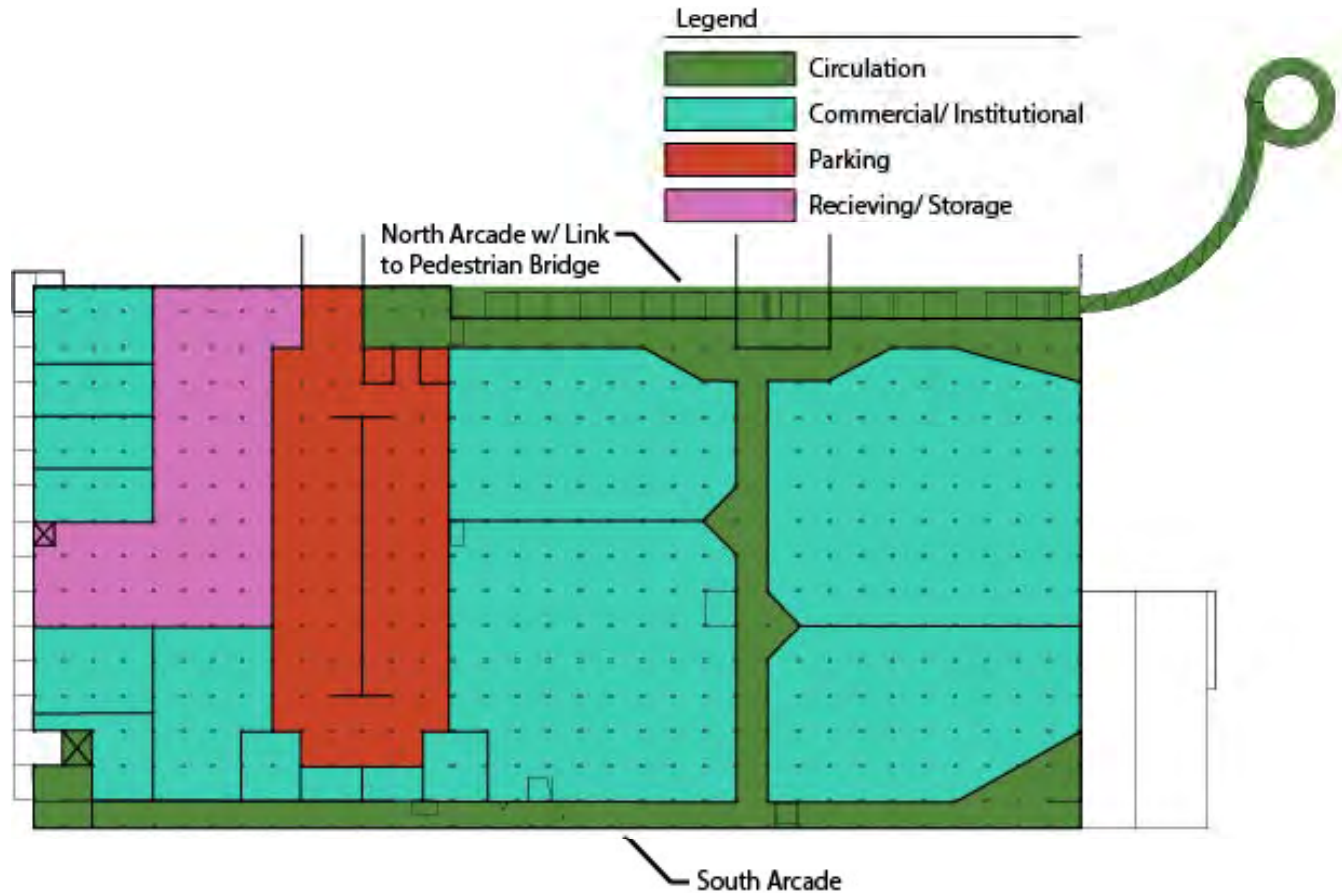 Legend
Circulation
Commercial/ Institutional
Parking
Recieving/ Storage
North Arcade w/ Link
to Pedestrian Bridge
South Arcade